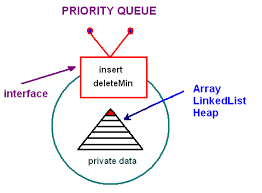 PRIORITY QUEUE
insert
deleteMin
interface
Array
LinkedList
Heap
private data